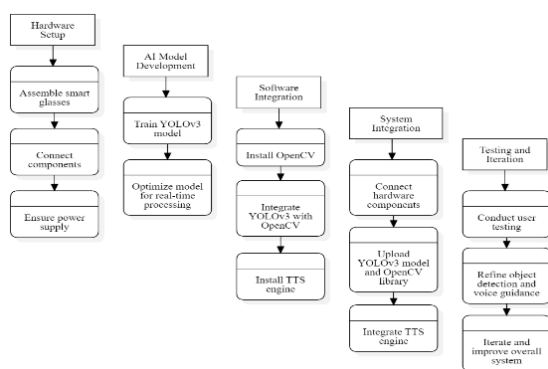 Hardware
Setup
Assemble smart
glasses
Connect
components
Ensure power
supply
AI Model
Development
Train YOLOv3
model
Optimize model
for real-time
processing
Software
Integration
Install OpenCV
Integrate
YOLOv3 with
OpenCV
Install TTS
engine
System
Integration
Connect
hardware
components
Upload
YOLOv3 model
and OpenCV
library
Integrate TTS
engine
Testing and
Iteration
Conduct user
testing
Refine object
detection and
voice guidance
Iterate and
improve overall
system